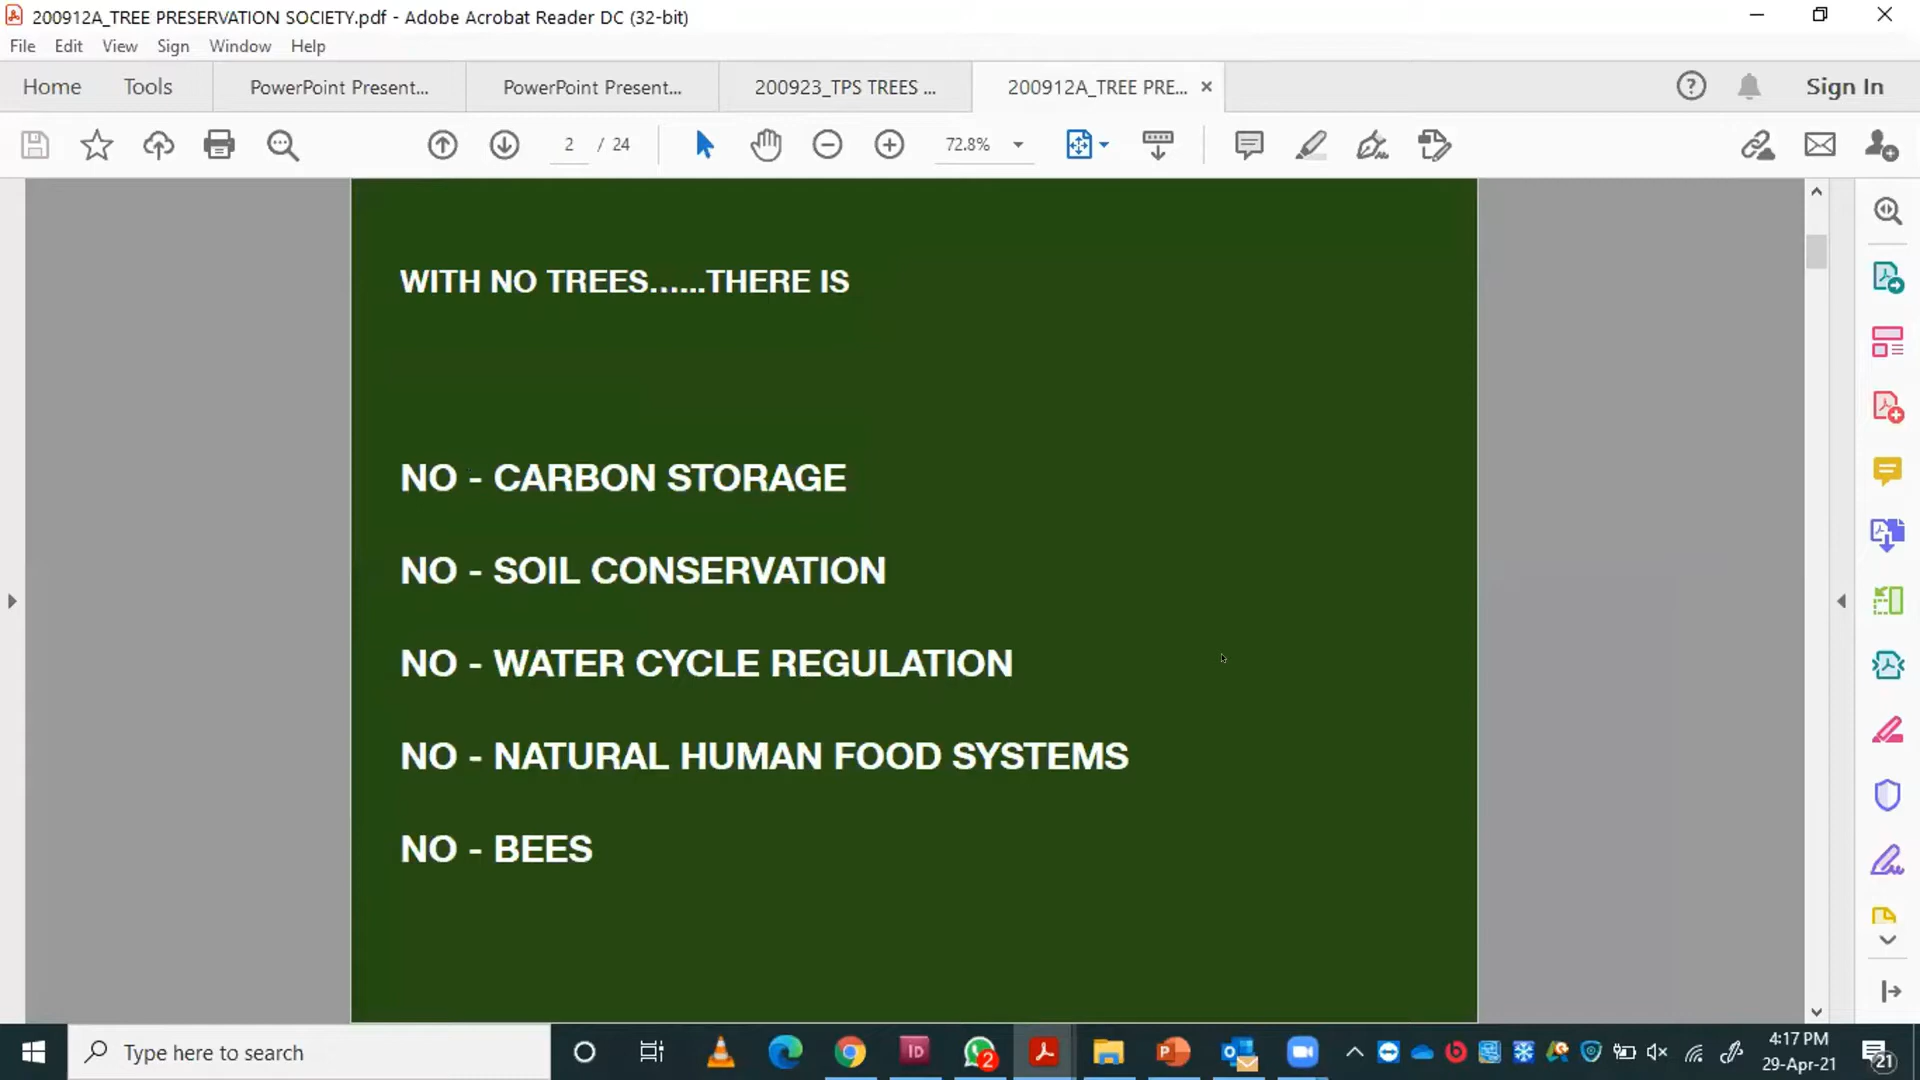 200912A_TREE PRESERVATION SOCIETY.pdf - Adobe Acrobat Reader DC (32-bit)
File Edit View Sign Window Help
Home Tools PowerPoint Present... PowerPoint Present... 200923_TPS TREES ... 200912A_TREE PRE... Sign In
2 / 24 72.8%
WITH NO TREES......THERE IS
NO - CARBON STORAGE
NO - SOIL CONSERVATION
NO - WATER CYCLE REGULATION
NO - NATURAL HUMAN FOOD SYSTEMS
NO - BEES
Type here to search
ID
2
4:17 PM
29-Apr-21
21